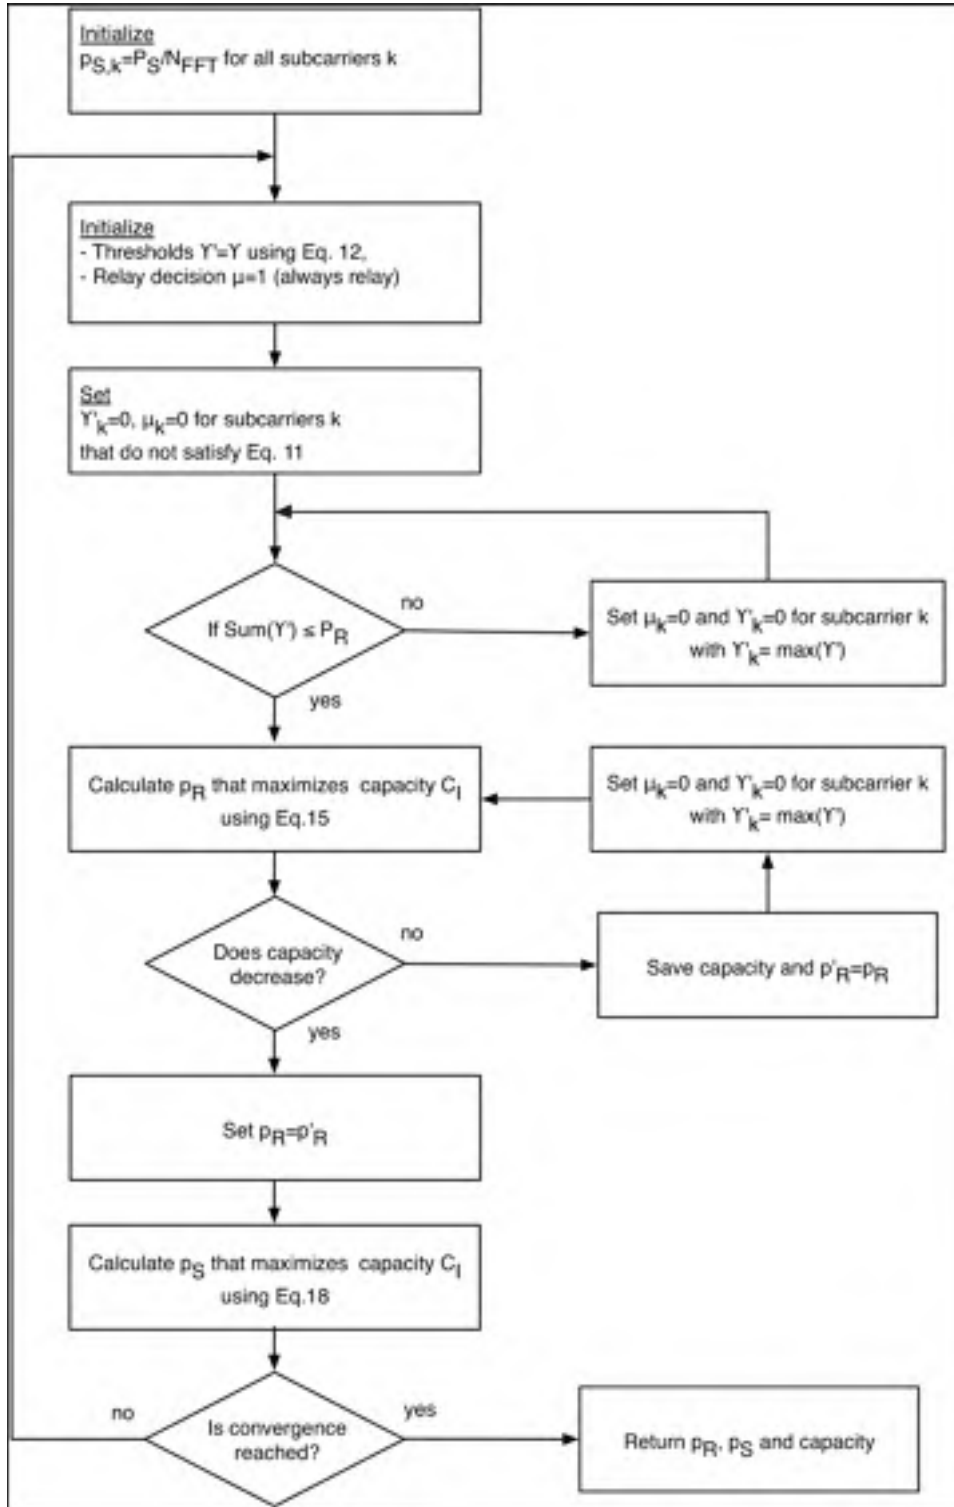 Initialize
pS,k=PS/NFFT for all subcarriers k
Initialize
- Thresholds ϒ'=ϒ using Eq. 12,
- Relay decision μ=1 (always relay)
Set
ϒ'k=0, μk=0 for subcarriers k
that do not satisfy Eq. 11
If Sum(ϒ') ≤ PR
no
Set μk=0 and ϒ'k=0 for subcarrier k
with ϒ'k= max(ϒ')
yes
Calculate pR that maximizes capacity CI
using Eq.15
Set μk=0 and ϒ'k=0 for subcarrier k
with ϒ'k= max(ϒ')
Does capacity
decrease?
no
Save capacity and p'R=pR
yes
Set pR=p'R
Calculate pS that maximizes capacity CI
using Eq.18
Is convergence
reached?
no
yes
Return pR, pS and capacity